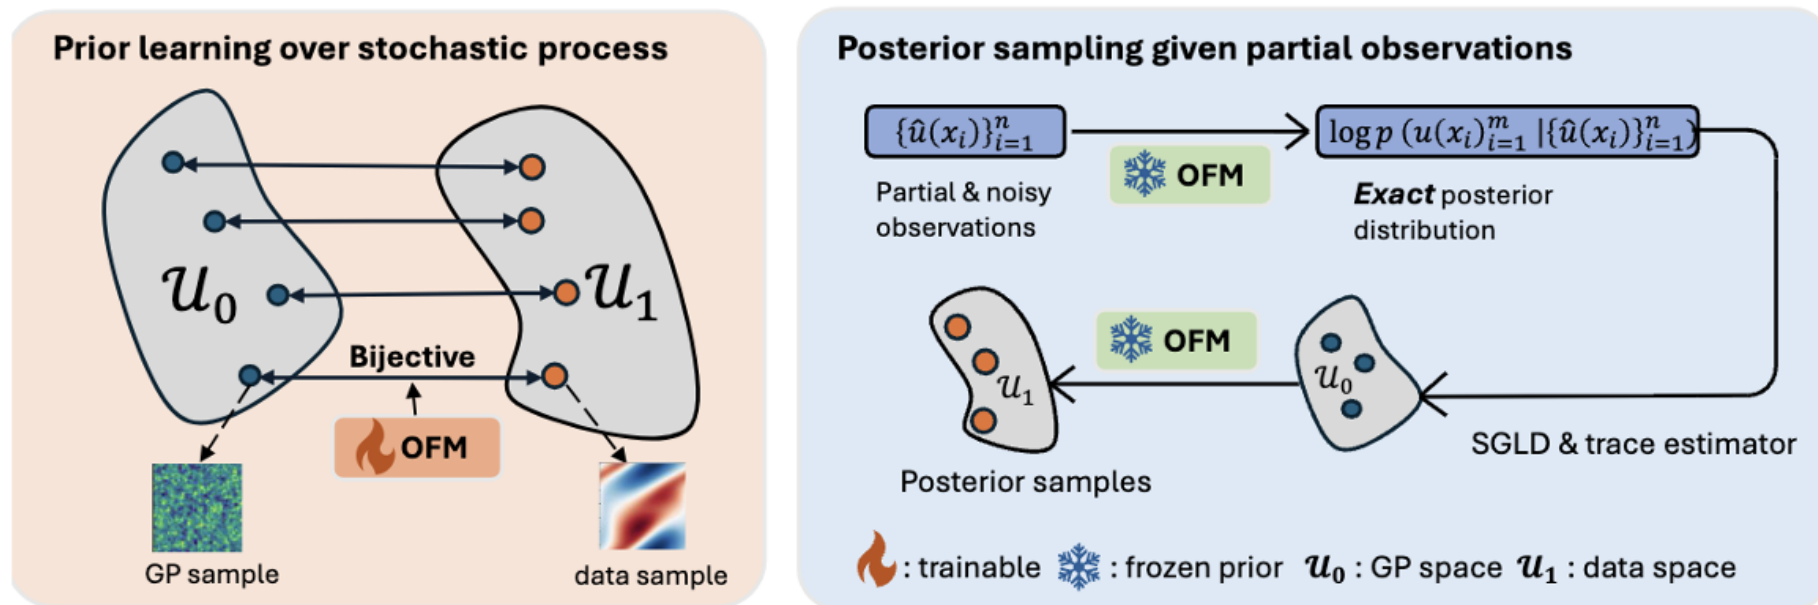 Prior learning over stochastic process
𝒰₀
𝒰₁
Bijective
OFM
GP sample
data sample
Posterior sampling given partial observations
{û(xᵢ)}ⁿᵢ₌₁
OFM
log p (u(xᵢ)ᵐᵢ₌₁ |{û(xᵢ)}ⁿᵢ₌₁)
Partial & noisy
observations
Exact posterior
distribution
𝒰₁
OFM
𝒰₀
SGLD & trace estimator
Posterior samples
: trainable : frozen prior 𝒰₀ : GP space 𝒰₁ : data space